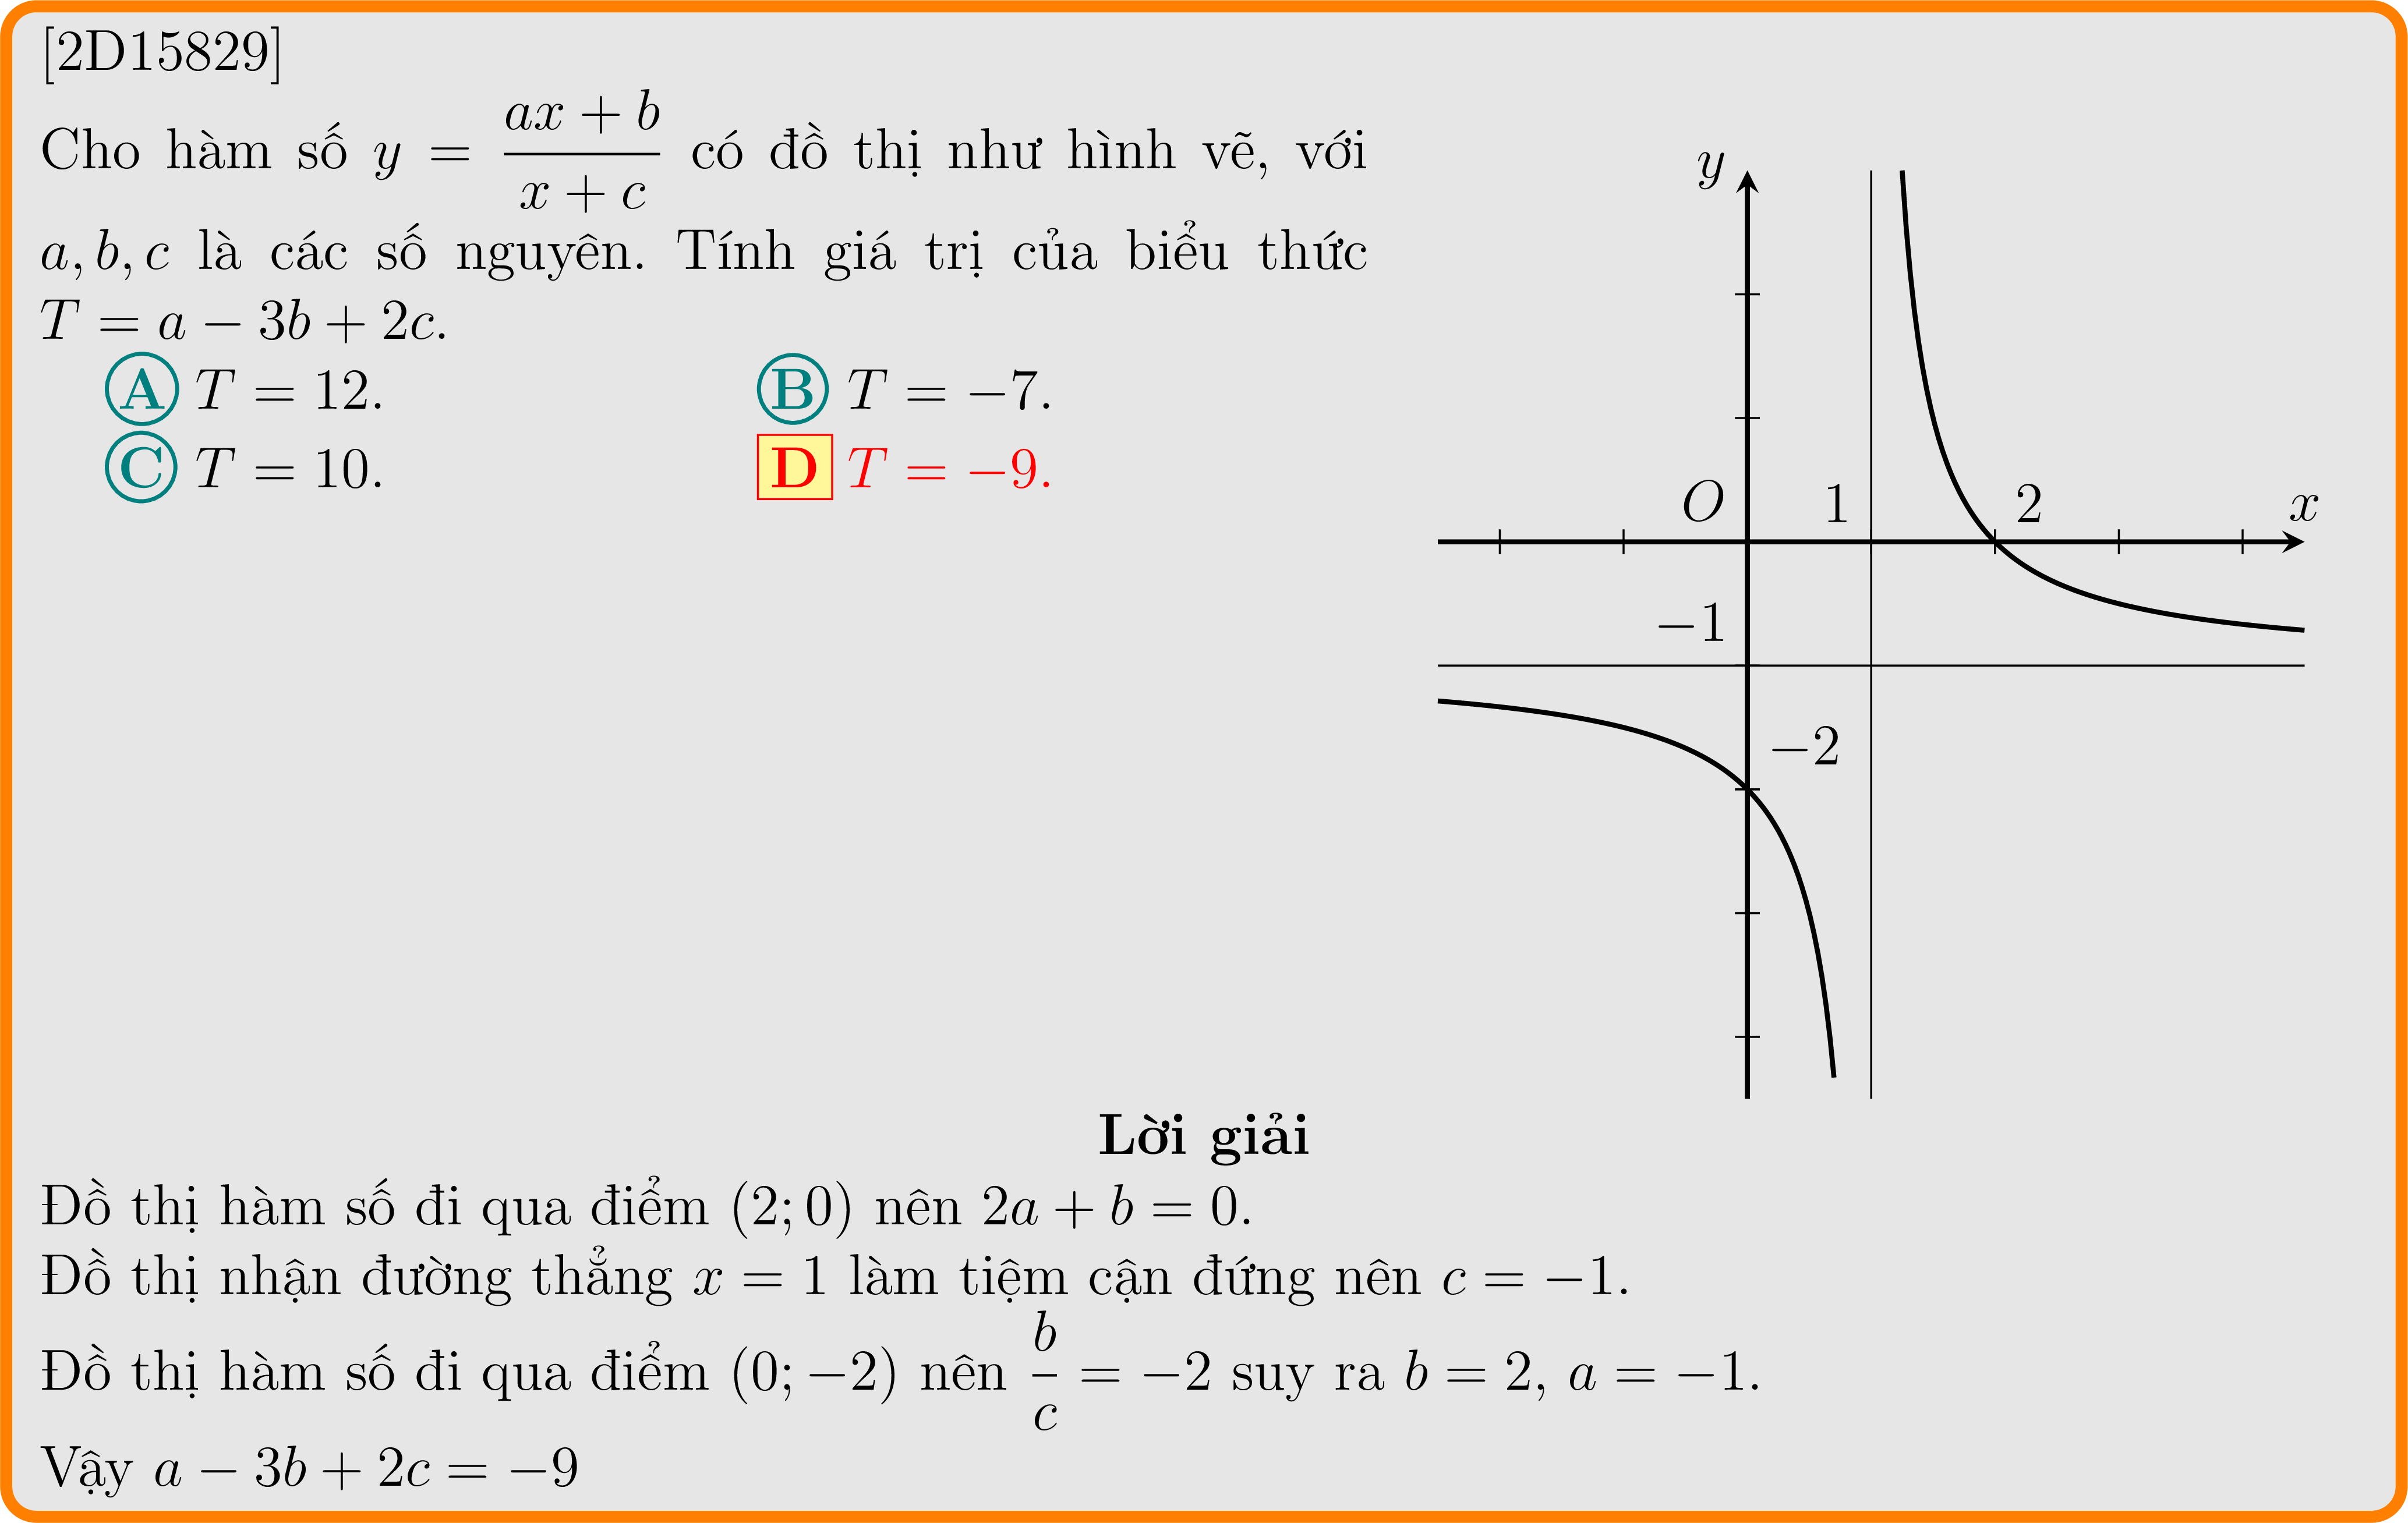 [2D15829]
Cho hàm số $y = \dfrac{ax + b}{x + c}$ có đồ thị như hình vẽ, với
$a, b, c$ là các số nguyên. Tính giá trị của biểu thức
$T = a - 3b + 2c$.
A $T = 12$. B $T = -7$.
C $T = 10$. D $T = -9$.
y
O 1 2 x
−1
−2
Lời giải
Đồ thị hàm số đi qua điểm $(2; 0)$ nên $2a + b = 0$.
Đồ thị nhận đường thẳng $x = 1$ làm tiệm cận đứng nên $c = -1$.
Đồ thị hàm số đi qua điểm $(0; -2)$ nên $\dfrac{b}{c} = -2$ suy ra $b = 2$, $a = -1$.
Vậy $a - 3b + 2c = -9$